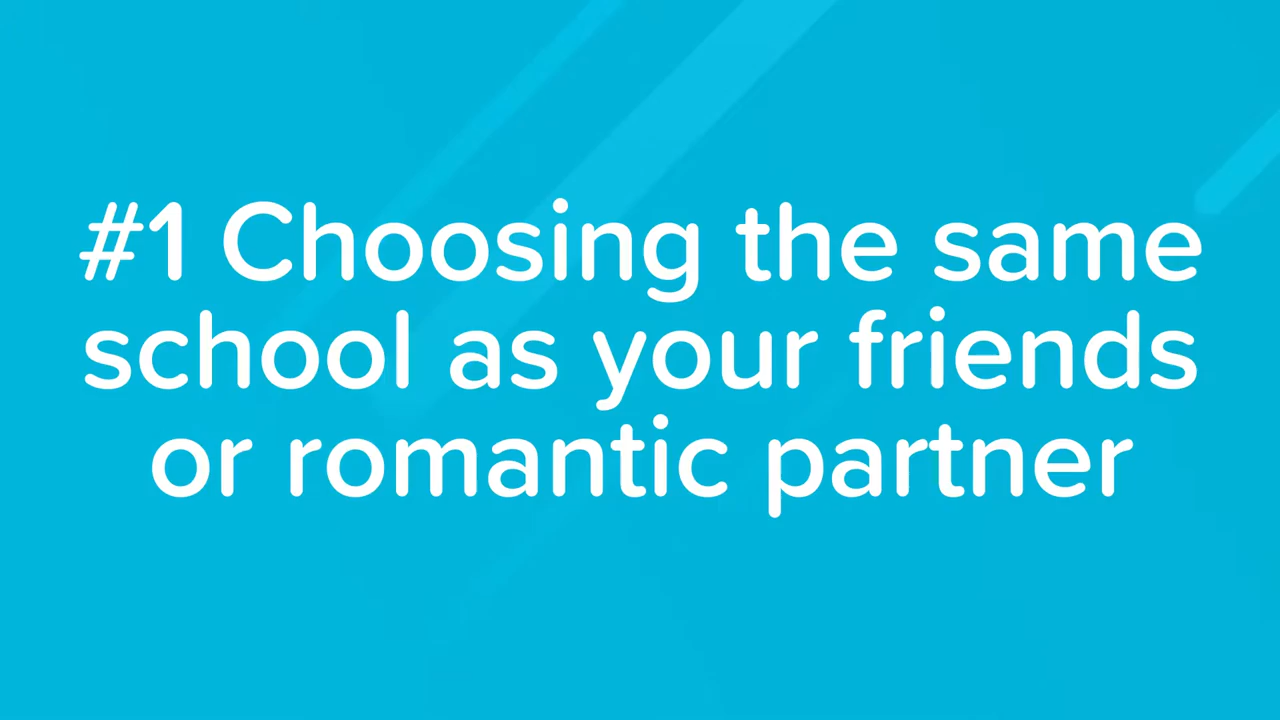 #1 Choosing the same
school as your friends
or romantic partner